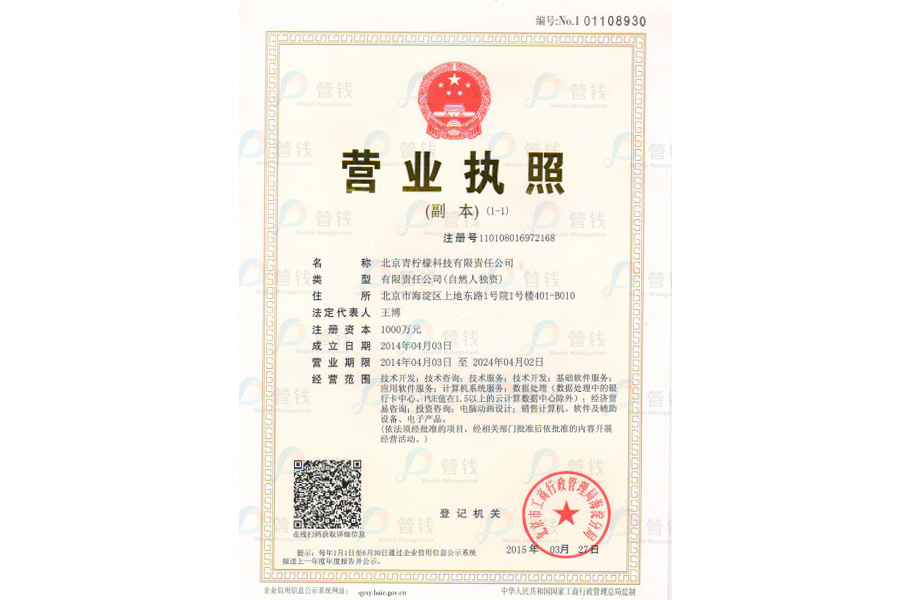 编号:No.1 01108930
营业执照
(副 本) (1-1)
注册号110108016972168
名 称 北京青柠檬科技有限责任公司
类 型 有限责任公司(自然人独资)
住 所 北京市海淀区上地东路1号院1号楼401-B010
法定代表人 王博
注册资本 1000万元
成立日期 2014年04月03日
营业期限 2014年04月03日 至 2024年04月02日
经营范围 技术开发；技术咨询；技术服务；技术开发；基础软件服务；
应用软件服务；计算机系统服务；数据处理（数据处理中的银
行卡中心、PUE值在1.5以上的云计算数据中心除外）；经济贸
易咨询；投资咨询；电脑动画设计；销售计算机、软件及辅助
设备、电子产品。
(依法须经批准的项目，经相关部门批准后依批准的内容开展
经营活动。)
在线扫码获取详细信息
登记机关
北京市工商行政管理局海淀分局
2015年 03月 27日
提示：每年1月1日至6月30日通过企业信用信息公示系统
报送上一年度年度报告并公示。
企业信用信息公示系统网址： qyxy.baic.gov.cn
中华人民共和国国家工商行政管理总局监制
管钱
Wealth Management